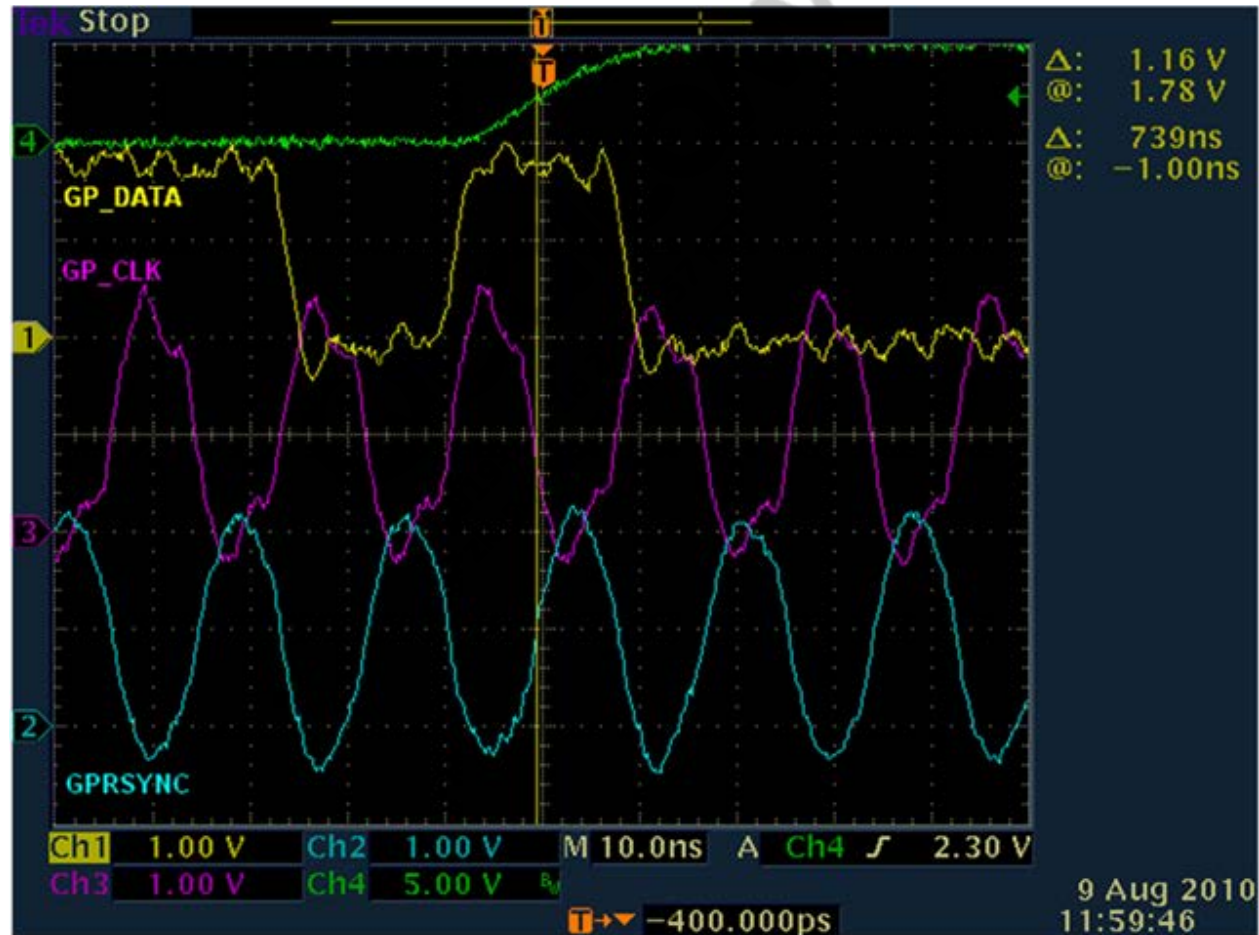 Tek Stop
T
T
Δ: 1.16 V
@: 1.78 V
Δ: 739ns
@: −1.00ns
4
GP_DATA
GP_CLK
1
3
2
GPRSYNC
Ch1 1.00 V Ch2 1.00 V M 10.0ns A Ch4 ƒ 2.30 V
Ch3 1.00 V Ch4 5.00 V BW
T→▼ −400.000ps
9 Aug 2010
11:59:46